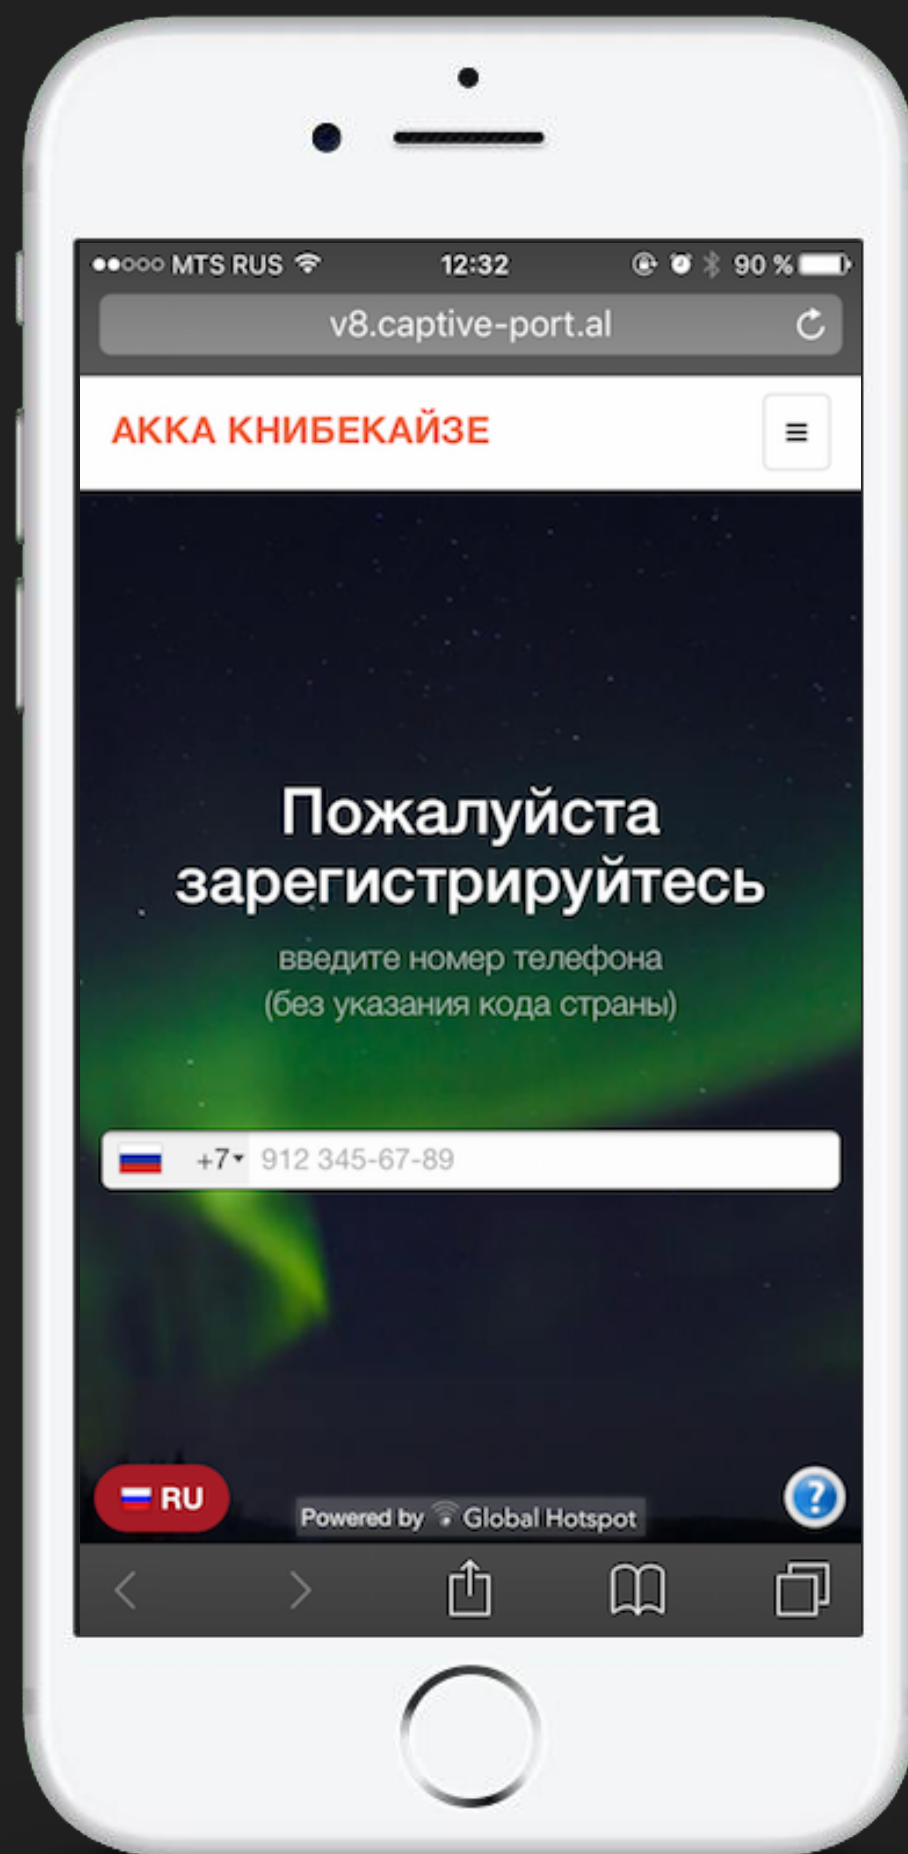 ●●○○○ MTS RUS 12:32 90 %
v8.captive-port.al
АККА КНИБЕКАЙЗЕ
Пожалуйста
зарегистрируйтесь
введите номер телефона
(без указания кода страны)
+7 912 345-67-89
RU
Powered by Global Hotspot
?